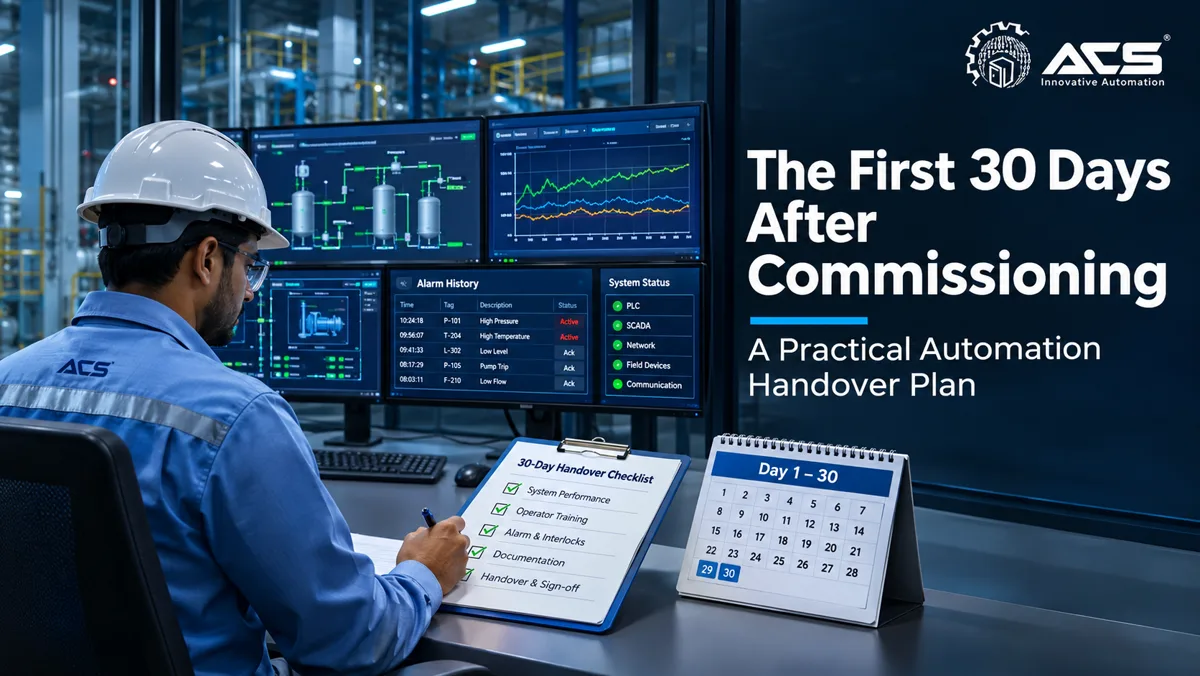 ACS®
Innovative Automation
The First 30 Days
After
Commissioning
A Practical Automation
Handover Plan
Alarm History
Time Tag Description Status
10:24:18 P-101 High Pressure Active
09:56:07 T-204 High Temperature Active
09:41:33 L-302 Low Level Ack
08:17:29 P-105 Pump Trip Ack
08:03:11 F-210 Low Flow Ack
System Status
PLC
SCADA
Network
Field Devices
Communication
ACS
30-Day Handover Checklist
System Performance
Operator Training
Alarm & Interlocks
Documentation
Handover & Sign-off
Day 1 – 30
1 2 3 4 5 6 7
8 9 10 11 12 13 14
15 16 17 18 19 20 21
22 23 24 25 26 27 28
29 30